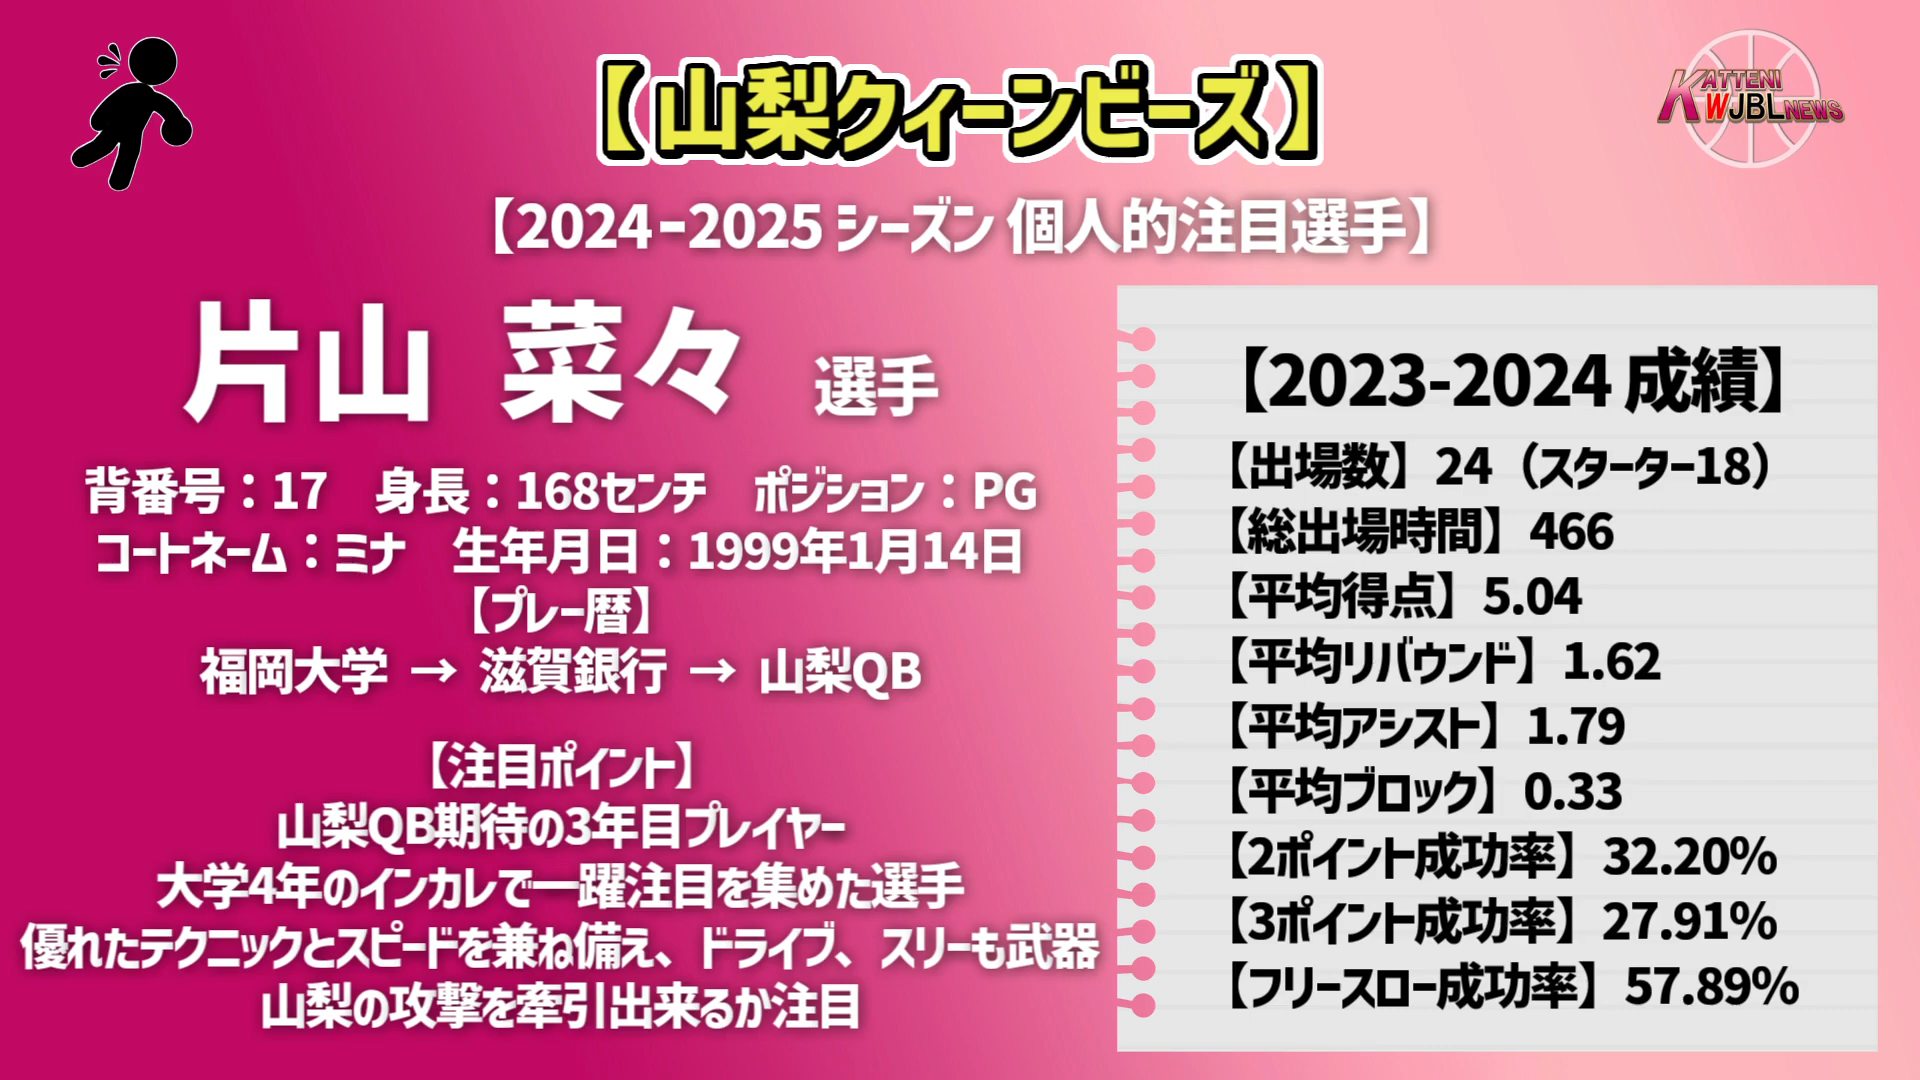 【山梨クィーンビーズ】
KATTENI
WJBL NEWS
【2024-2025 シーズン 個人的注目選手】
片山 菜々 選手
背番号：17 身長：168センチ ポジション：PG
コートネーム：ミナ 生年月日：1999年1月14日
【プレー暦】
福岡大学 → 滋賀銀行 → 山梨QB
【注目ポイント】
山梨QB期待の3年目プレイヤー
大学4年のインカレで一躍注目を集めた選手
優れたテクニックとスピードを兼ね備え、ドライブ、スリーも武器
山梨の攻撃を牽引出来るか注目
【2023-2024 成績】
【出場数】24（スターター18）
【総出場時間】466
【平均得点】5.04
【平均リバウンド】1.62
【平均アシスト】1.79
【平均ブロック】0.33
【2ポイント成功率】32.20%
【3ポイント成功率】27.91%
【フリースロー成功率】57.89%